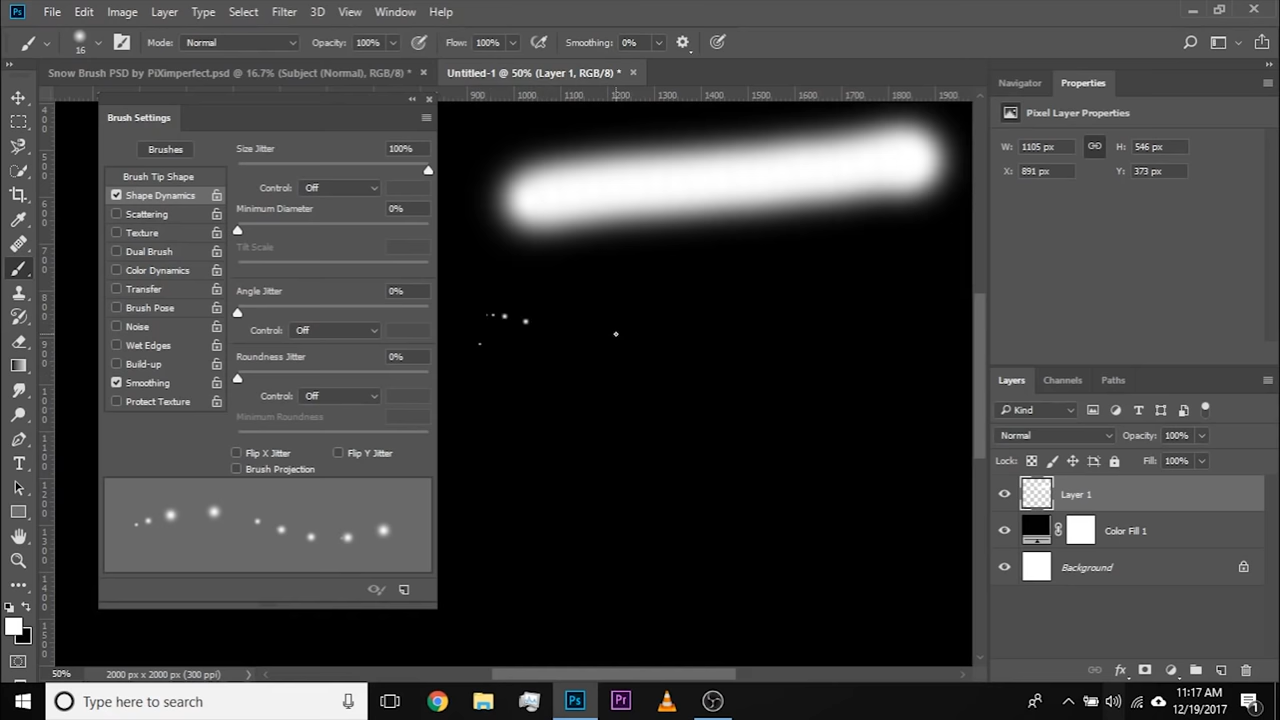 Ps File Edit Image Layer Type Select Filter 3D View Window Help
16 Mode: Normal Opacity: 100% Flow: 100% Smoothing: 0%
Snow Brush PSD by PiXimperfect.psd @ 16.7% (Subject (Normal), RGB/8) * Untitled-1 @ 50% (Layer 1, RGB/8) *
900 1000 1100 1200 1300 1400 1500 1600 1700 1800 1900
Brush Settings
Brushes
Brush Tip Shape
Shape Dynamics
Scattering
Texture
Dual Brush
Color Dynamics
Transfer
Brush Pose
Noise
Wet Edges
Build-up
Smoothing
Protect Texture
Size Jitter 100%
Control: Off
Minimum Diameter 0%
Tilt Scale
Angle Jitter 0%
Control: Off
Roundness Jitter 0%
Control: Off
Minimum Roundness
Flip X Jitter Flip Y Jitter
Brush Projection
Navigator Properties
Pixel Layer Properties
W: 1105 px H: 546 px
X: 891 px Y: 373 px
Layers Channels Paths
Kind
Normal Opacity: 100%
Lock: Fill: 100%
Layer 1
Color Fill 1
Background
50% 2000 px x 2000 px (300 ppi)
Type here to search
Ps Pr
11:17 AM
12/19/2017
1